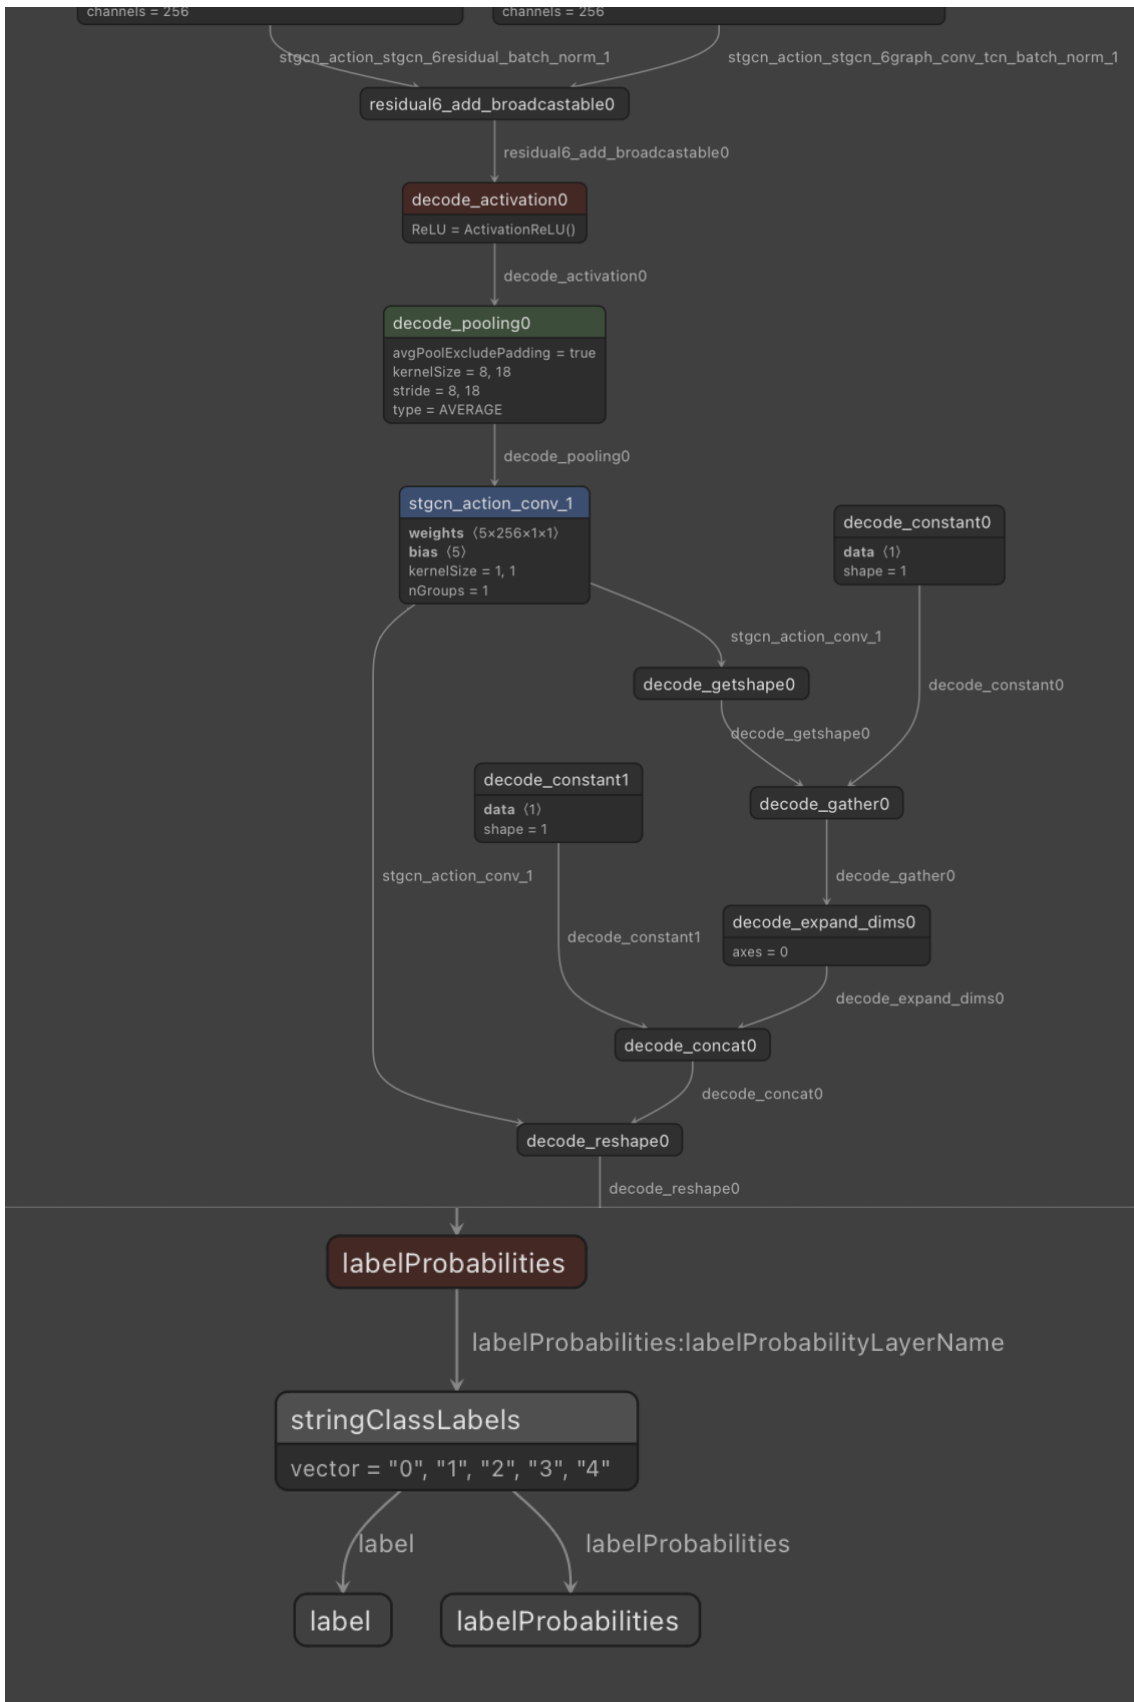 channels = 256
channels = 256
stgcn_action_stgcn_6residual_batch_norm_1
stgcn_action_stgcn_6graph_conv_tcn_batch_norm_1
residual6_add_broadcastable0
residual6_add_broadcastable0
decode_activation0
ReLU = ActivationReLU()
decode_activation0
decode_pooling0
avgPoolExcludePadding = true
kernelSize = 8, 18
stride = 8, 18
type = AVERAGE
decode_pooling0
stgcn_action_conv_1
weights ⟨5×256×1×1⟩
bias ⟨5⟩
kernelSize = 1, 1
nGroups = 1
decode_constant0
data ⟨1⟩
shape = 1
stgcn_action_conv_1
decode_getshape0
decode_constant0
decode_getshape0
decode_constant1
data ⟨1⟩
shape = 1
decode_gather0
stgcn_action_conv_1
decode_gather0
decode_expand_dims0
axes = 0
decode_constant1
decode_expand_dims0
decode_concat0
decode_concat0
decode_reshape0
decode_reshape0
labelProbabilities
labelProbabilities:labelProbabilityLayerName
stringClassLabels
vector = "0", "1", "2", "3", "4"
label
labelProbabilities
label
labelProbabilities